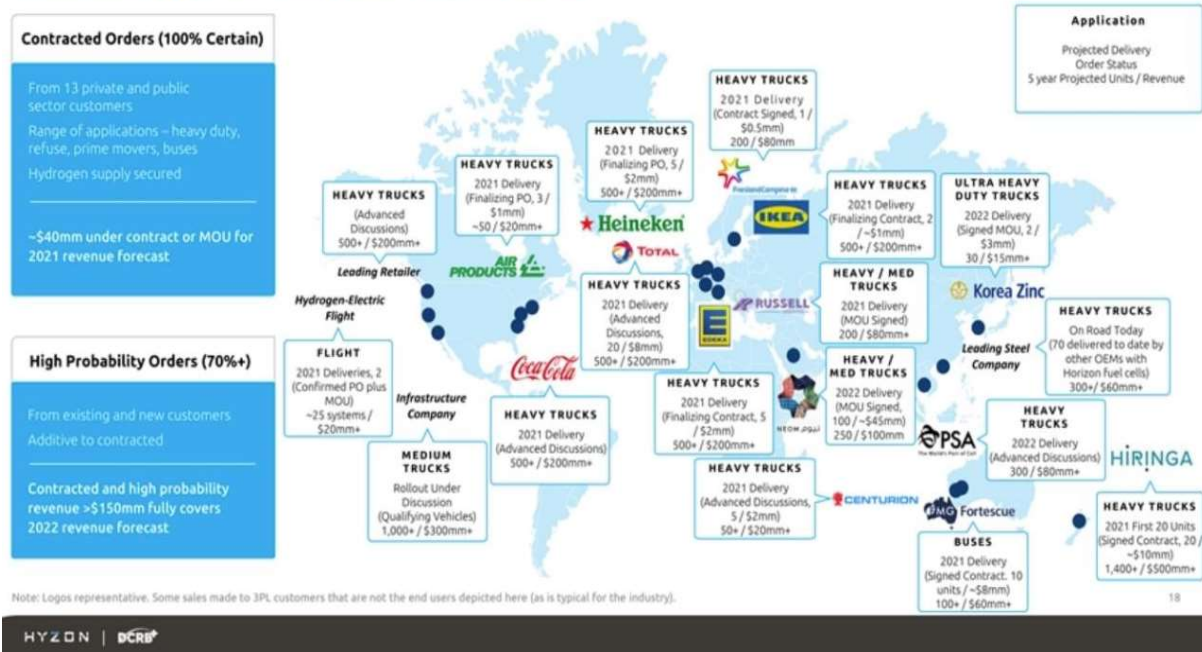 Contracted Orders (100% Certain)
From 13 private and public
sector customers
Range of applications – heavy duty,
refuse, prime movers, buses
Hydrogen supply secured
~$40mm under contract or MOU for
2021 revenue forecast
High Probability Orders (70%+)
From existing and new customers
Additive to contracted
Contracted and high probability
revenue >$150mm fully covers
2022 revenue forecast
Application
Projected Delivery
Order Status
5 year Projected Units / Revenue
HEAVY TRUCKS
(Advanced
Discussions)
500+ / $200mm+
Leading Retailer
HEAVY TRUCKS
2021 Delivery
(Finalizing PO, 3 /
$1mm)
~50 / $20mm+
AIR
PRODUCTS
HEAVY TRUCKS
2021 Delivery
(Finalizing PO, 5 /
$2mm)
500+ / $200mm+
Heineken
TOTAL
HEAVY TRUCKS
2021 Delivery
(Advanced
Discussions,
20 / $8mm)
500+ / $200mm+
HEAVY TRUCKS
2021 Delivery
(Contract Signed, 1 /
$0.5mm)
200 / $80mm
FrieslandCampina
IKEA
HEAVY TRUCKS
2021 Delivery
(Finalizing Contract, 2
/ ~$1mm)
500+ / $200mm+
ULTRA HEAVY
DUTY TRUCKS
2022 Delivery
(Signed MOU, 2 /
$3mm)
30 / $15mm+
Korea Zinc
RUSSELL
HEAVY / MED
TRUCKS
2021 Delivery
(MOU Signed)
200 / $80mm+
E
EDEKA
HEAVY TRUCKS
2021 Delivery
(Finalizing Contract, 5
/ $2mm)
500+ / $200mm+
NEOM نيوم
HEAVY /
MED TRUCKS
2022 Delivery
(MOU Signed,
100 / ~$45mm)
250 / $100mm
Leading Steel
Company
HEAVY TRUCKS
On Road Today
(70 delivered to date by
other OEMs with
Horizon fuel cells)
300+/ $60mm+
Hydrogen-Electric
Flight
FLIGHT
2021 Deliveries, 2
(Confirmed PO plus
MOU)
~25 systems /
$20mm+
Infrastructure
Company
MEDIUM
TRUCKS
Rollout Under
Discussion
(Qualifying Vehicles)
1,000+ / $300mm+
Coca-Cola
HEAVY TRUCKS
2021 Delivery
(Advanced Discussions)
500+ / $200mm+
HEAVY TRUCKS
2021 Delivery
(Advanced Discussions,
5 / $2mm)
50+ / $20mm+
CENTURION
PSA
The World's Port of Call
HEAVY
TRUCKS
2022 Delivery
(Advanced Discussions)
300 / $80mm+
FMG Fortescue
BUSES
2021 Delivery
(Signed Contract. 10
units / ~$8mm)
100+ / $60mm+
HIRINGA
HEAVY TRUCKS
2021 First 20 Units
(Signed Contract, 20 /
~$10mm)
1,400+ / $500mm+
Note: Logos representative. Some sales made to 3PL customers that are not the end users depicted here (as is typical for the industry).
18
HYZON | DCRB+